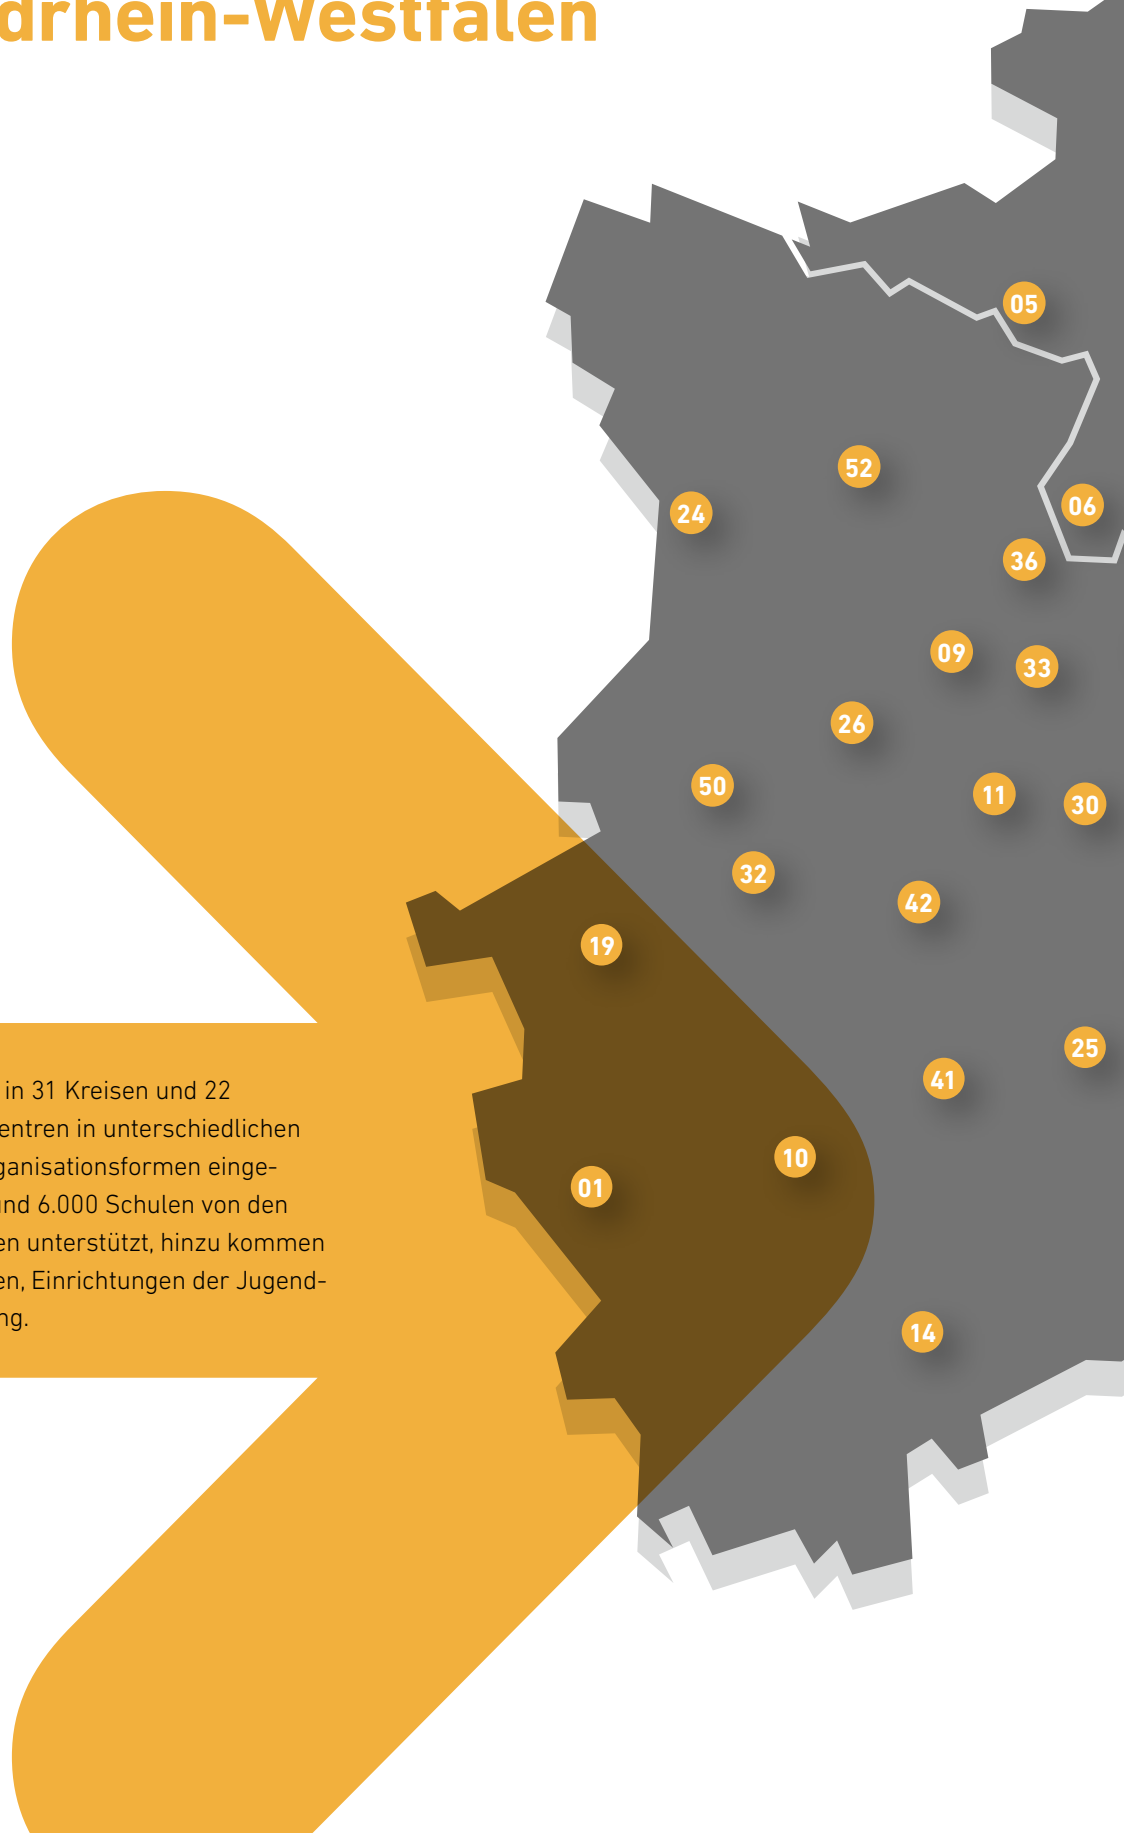 drhein-Westfalen
05
52
06
24
36
09
33
26
50
11
30
32
42
19
25
41
10
01
14
in 31 Kreisen und 22
entren in unterschiedlichen
ganisationsformen einge-
und 6.000 Schulen von den
en unterstützt, hinzu kommen
en, Einrichtungen der Jugend-
ng.